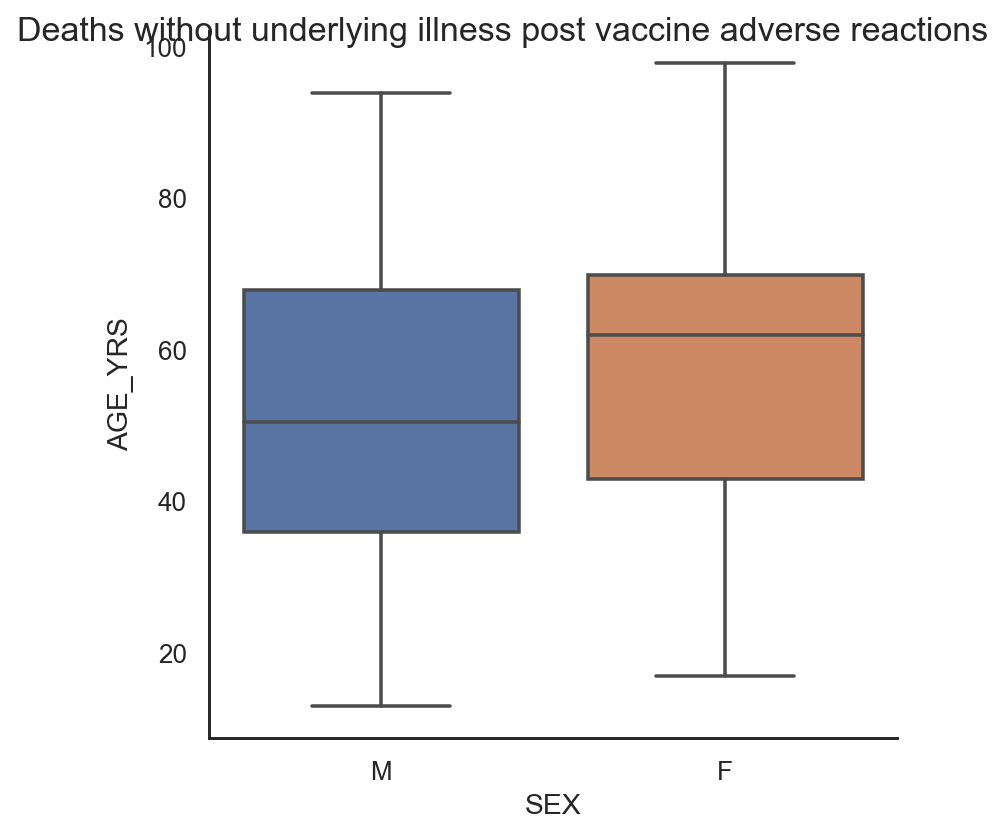 Deaths without underlying illness post vaccine adverse reactions
100
80
60
40
20
AGE_YRS
M
F
SEX